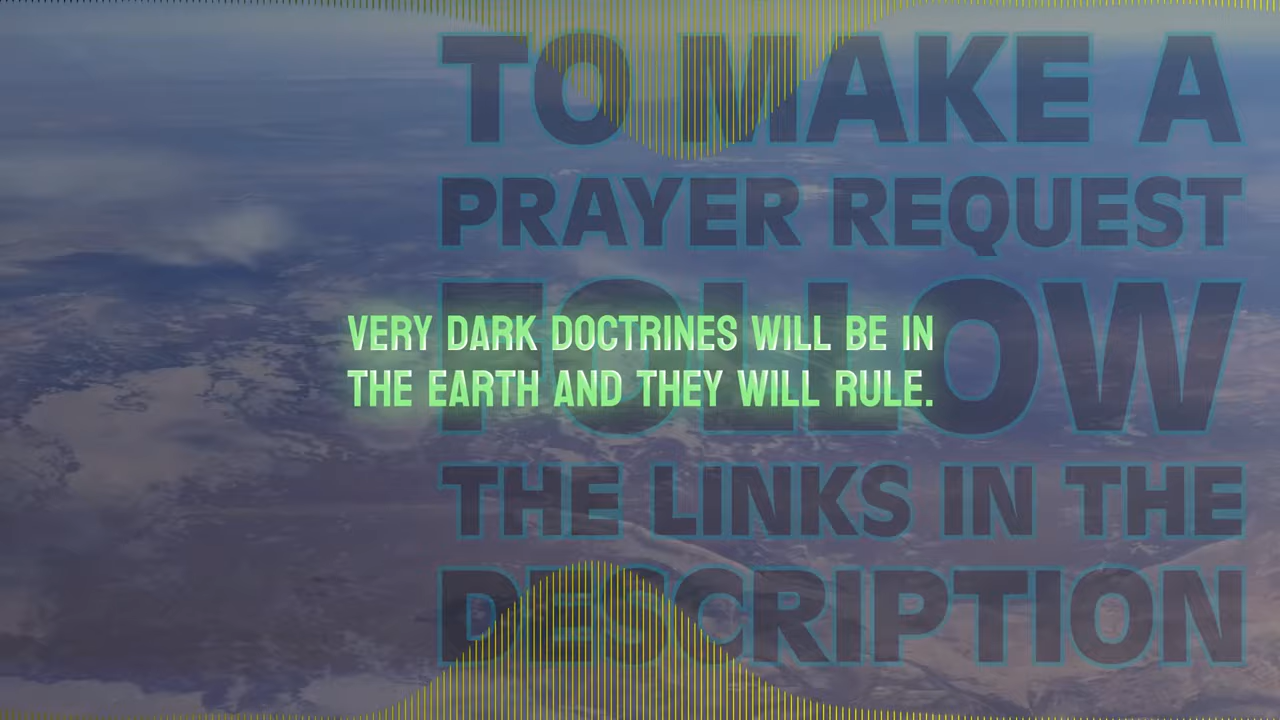 TO MAKE A
PRAYER REQUEST
FOLLOW
VERY DARK DOCTRINES WILL BE IN
THE EARTH AND THEY WILL RULE.
THE LINKS IN THE
DESCRIPTION